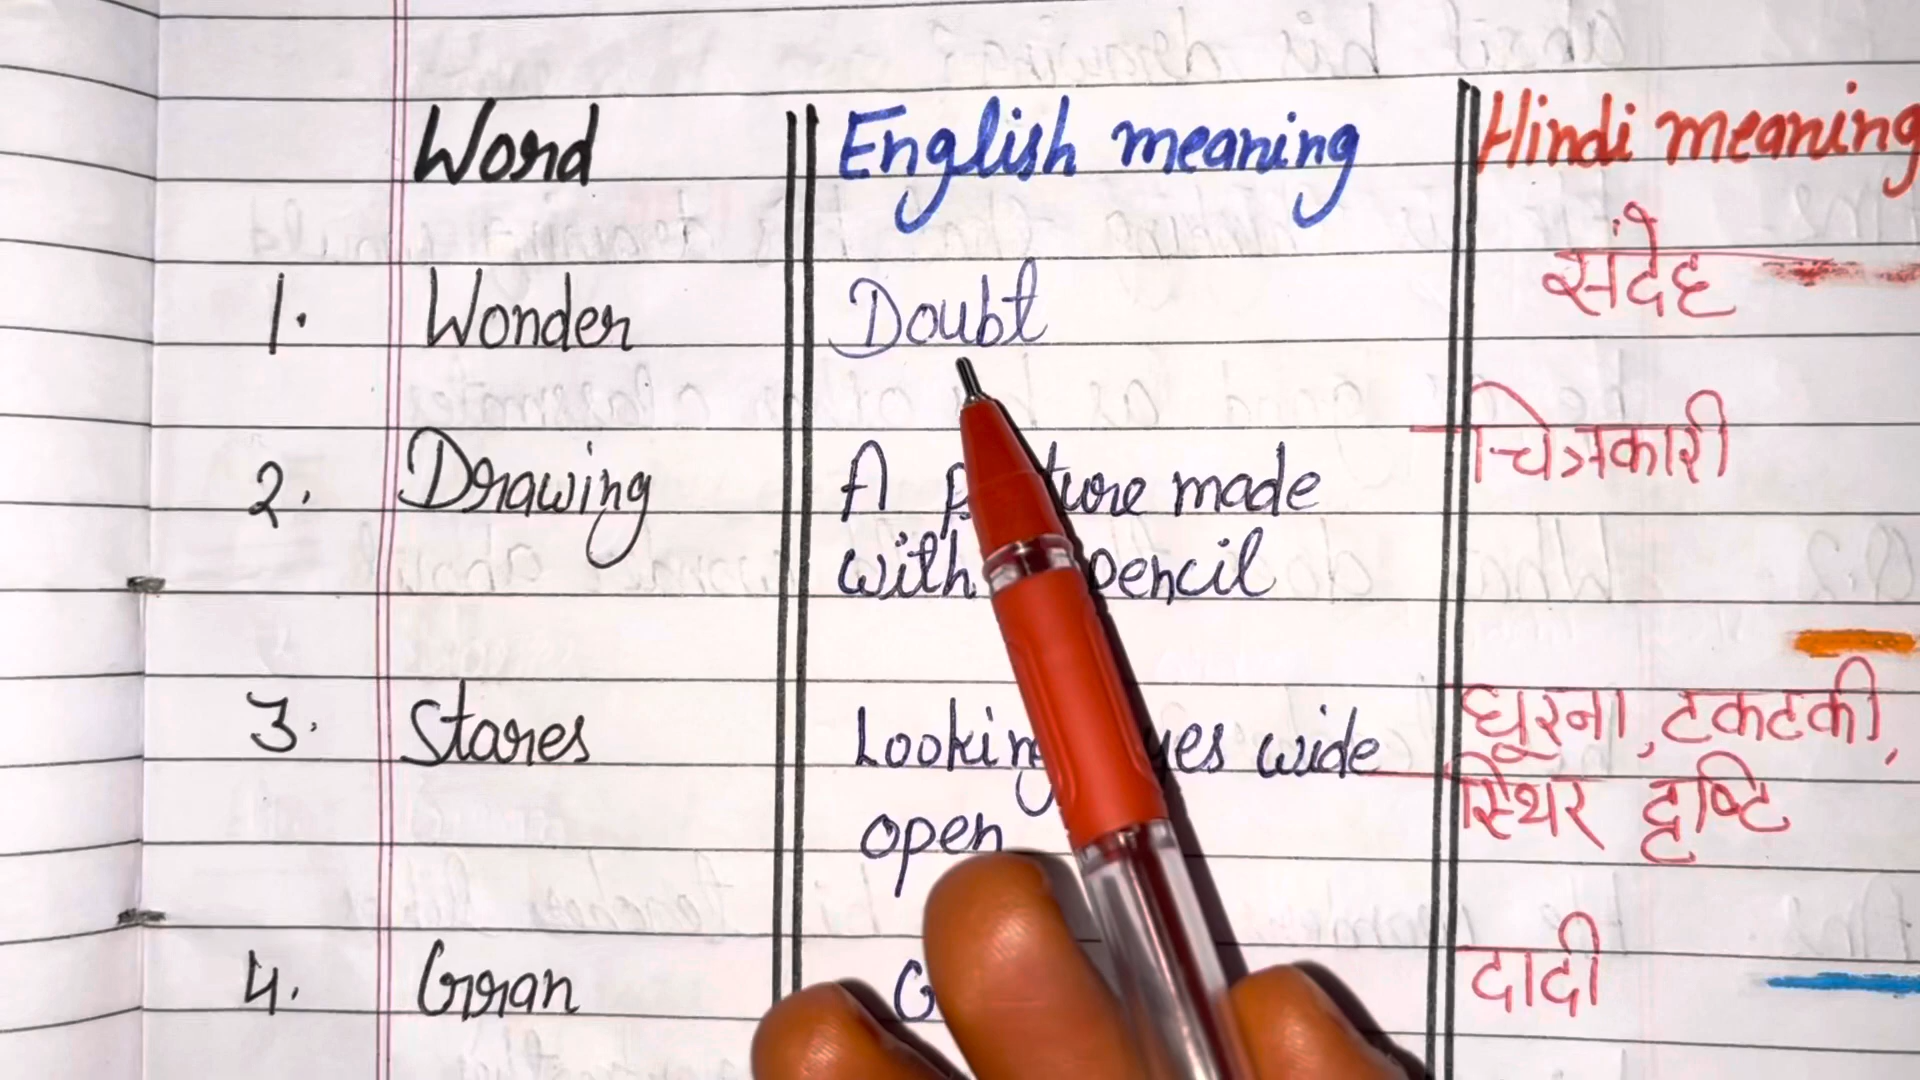 Word English meaning Hindi meaning
1. Wonder Doubt संदेह
2. Drawing A made चित्रकारी
with pencil
3. Stares Looking wide घूरना, टकटकी,
open स्थिर दृष्टि
4. Gran दादी